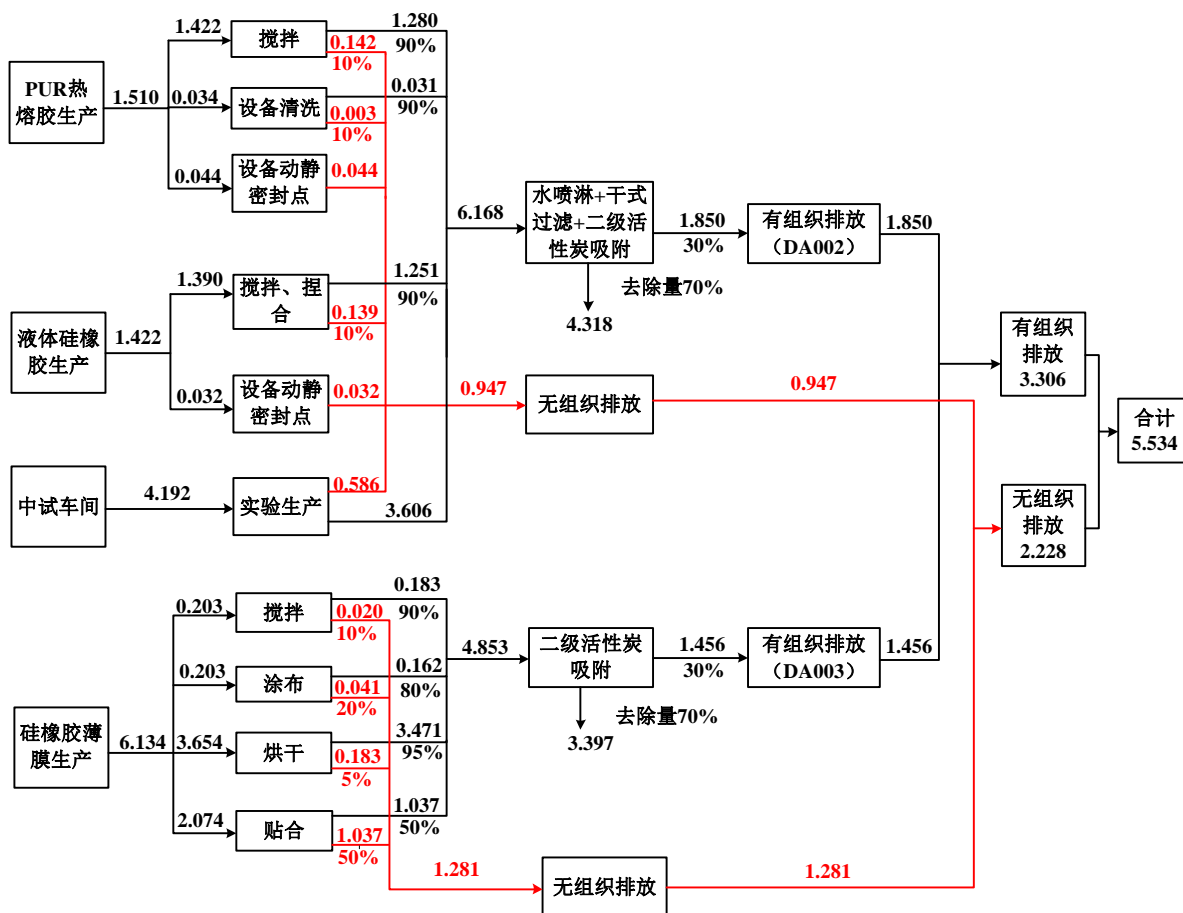 PUR热
熔胶生产
1.510
1.422
0.034
0.044
搅拌
设备清洗
设备动静
密封点
1.280
90%
0.142
10%
0.031
90%
0.003
10%
0.044
液体硅橡
胶生产
1.422
1.390
0.032
搅拌、捏
合
设备动静
密封点
1.251
90%
0.139
10%
0.032
中试车间
4.192
实验生产
0.586
3.606
6.168
水喷淋+干式
过滤+二级活
性炭吸附
1.850
30%
去除量70%
4.318
有组织排放
（DA002）
1.850
0.947
无组织排放
0.947
硅橡胶薄
膜生产
6.134
0.203
0.203
3.654
2.074
搅拌
涂布
烘干
贴合
0.183
90%
0.020
10%
0.162
80%
0.041
20%
3.471
95%
0.183
5%
1.037
50%
1.037
50%
4.853
二级活性炭
吸附
1.456
30%
去除量70%
3.397
有组织排放
（DA003）
1.456
1.281
无组织排放
1.281
有组织
排放
3.306
无组织
排放
2.228
合计
5.534